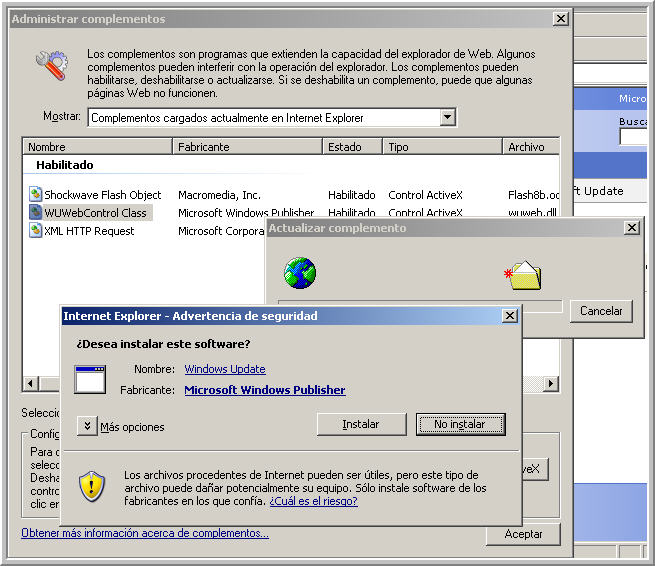 Administrar complementos
Los complementos son programas que extienden la capacidad del explorador de Web. Algunos
complementos pueden interferir con la operación del explorador. Los complementos pueden
habilitarse, deshabilitarse o actualizarse. Si se deshabilita un complemento, puede que algunas
páginas Web no funcionen.
Mostrar: Complementos cargados actualmente en Internet Explorer
Nombre Fabricante Estado Tipo Archivo
Habilitado
Shockwave Flash Object Macromedia, Inc. Habilitado Control ActiveX Flash8b.oc
WUWebControl Class Microsoft Windows Publisher Habilitado Control ActiveX wuweb.dll
XML HTTP Request Microsoft Corpora
Micro
Busca
ft Update
Actualizar complemento
Cancelar
Internet Explorer - Advertencia de seguridad
¿Desea instalar este software?
Nombre: Windows Update
Fabricante: Microsoft Windows Publisher
Más opciones
Instalar
No instalar
Los archivos procedentes de Internet pueden ser útiles, pero este tipo de
archivo puede dañar potencialmente su equipo. Sólo instale software de los
fabricantes en los que confía. ¿Cuál es el riesgo?
Selecci
Config
Para d
selecc
Desha
contro
clic en
veX
Obtener más información acerca de complementos...
Aceptar